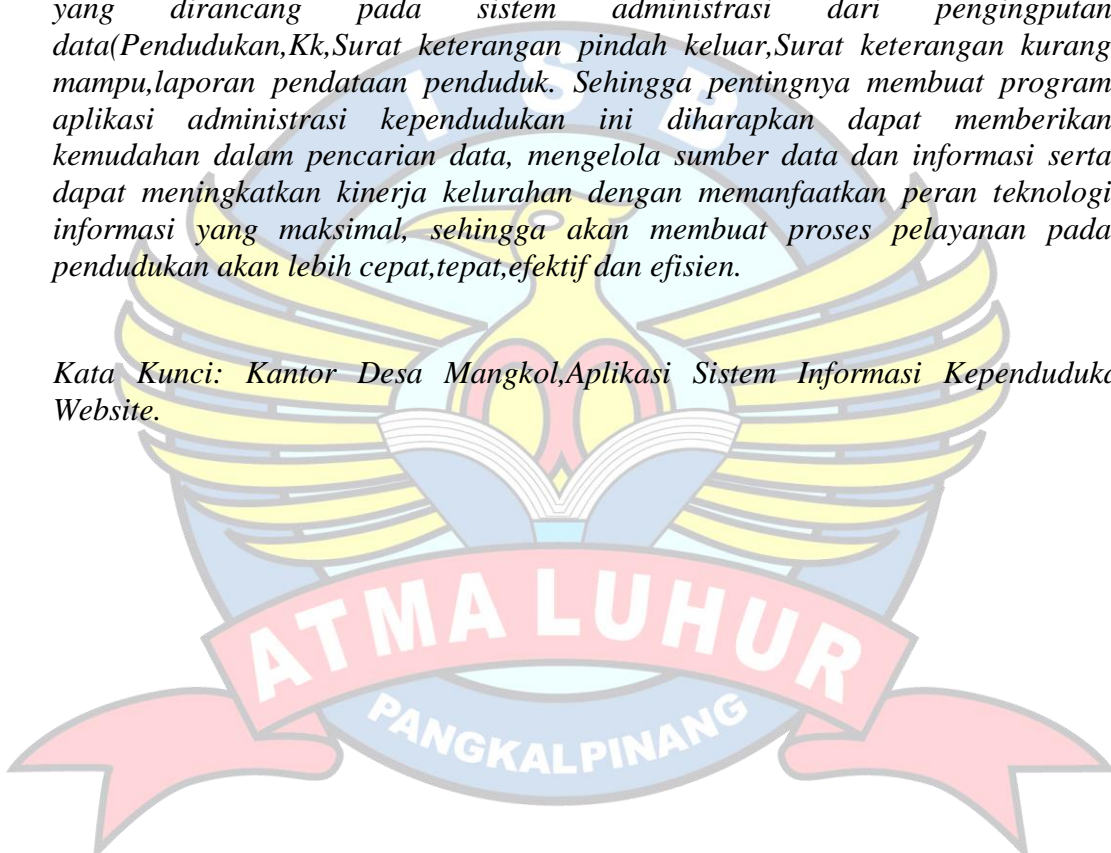 yang dirancang pada sistem administrasi dari pengingputan
data(Pendudukan,Kk,Surat keterangan pindah keluar,Surat keterangan kurang
mampu,laporan pendataan penduduk. Sehingga pentingnya membuat program
aplikasi administrasi kependudukan ini diharapkan dapat memberikan
kemudahan dalam pencarian data, mengelola sumber data dan informasi serta
dapat meningkatkan kinerja kelurahan dengan memanfaatkan peran teknologi
informasi yang maksimal, sehingga akan membuat proses pelayanan pada
pendudukan akan lebih cepat,tepat,efektif dan efisien.
Kata Kunci: Kantor Desa Mangkol,Aplikasi Sistem Informasi Kependuduka
Website.
I S B
ATMA LUHUR
PANGKALPINANG